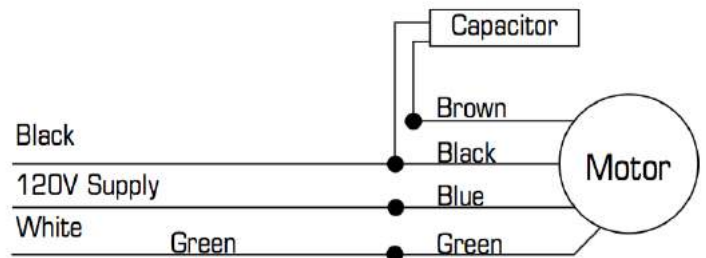 Capacitor
Brown
Black
Black
Motor
120V Supply
Blue
White
Green
Green